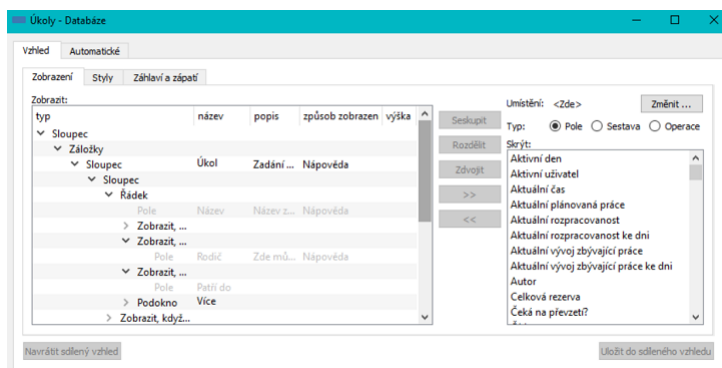 Úkoly - Databáze
Vzhled Automatické
Zobrazení Styly Záhlaví a zápatí
Zobrazit:
typ název popis způsob zobrazen výška
Sloupec
Záložky
Sloupec Úkol Zadání ... Nápověda
Sloupec
Řádek
Pole Název Název z... Nápověda
Zobrazit, ...
Zobrazit, ...
Pole Rodič Zde mů... Nápověda
Zobrazit, ...
Pole Patří do
Podokno Více
Zobrazit, když...
Seskupit
Rozdělit
Zdvojit
>>
<<
Umístění: <Zde> Změnit ...
Typ: Pole Sestava Operace
Skrýt:
Aktivní den
Aktivní uživatel
Aktuální čas
Aktuální plánovaná práce
Aktuální rozpracovanost
Aktuální rozpracovanost ke dni
Aktuální vývoj zbývající práce
Aktuální vývoj zbývající práce ke dni
Autor
Celková rezerva
Čeká na převzetí?
Navrátit sdílený vzhled Uložit do sdíleného vzhledu